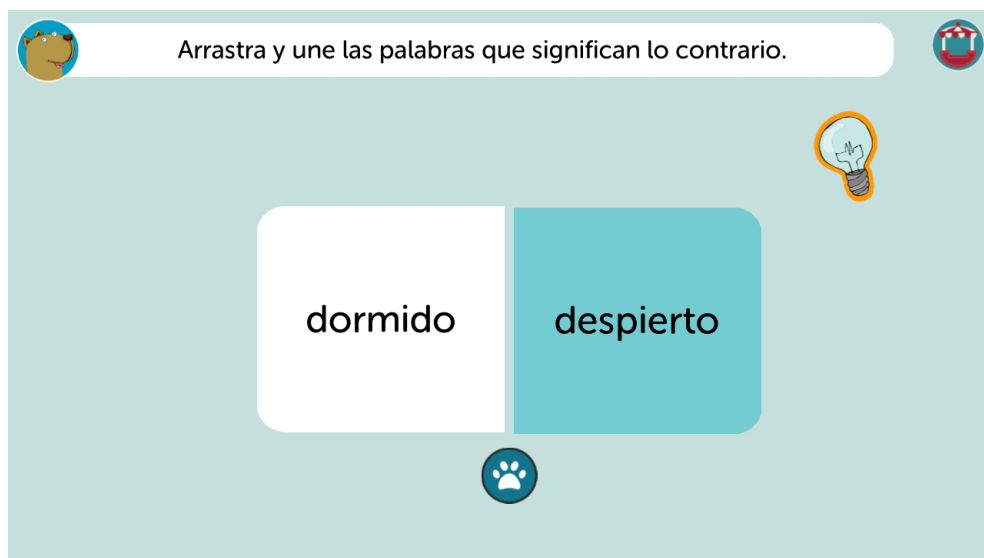 Arrastra y une las palabras que significan lo contrario.
dormido
despierto